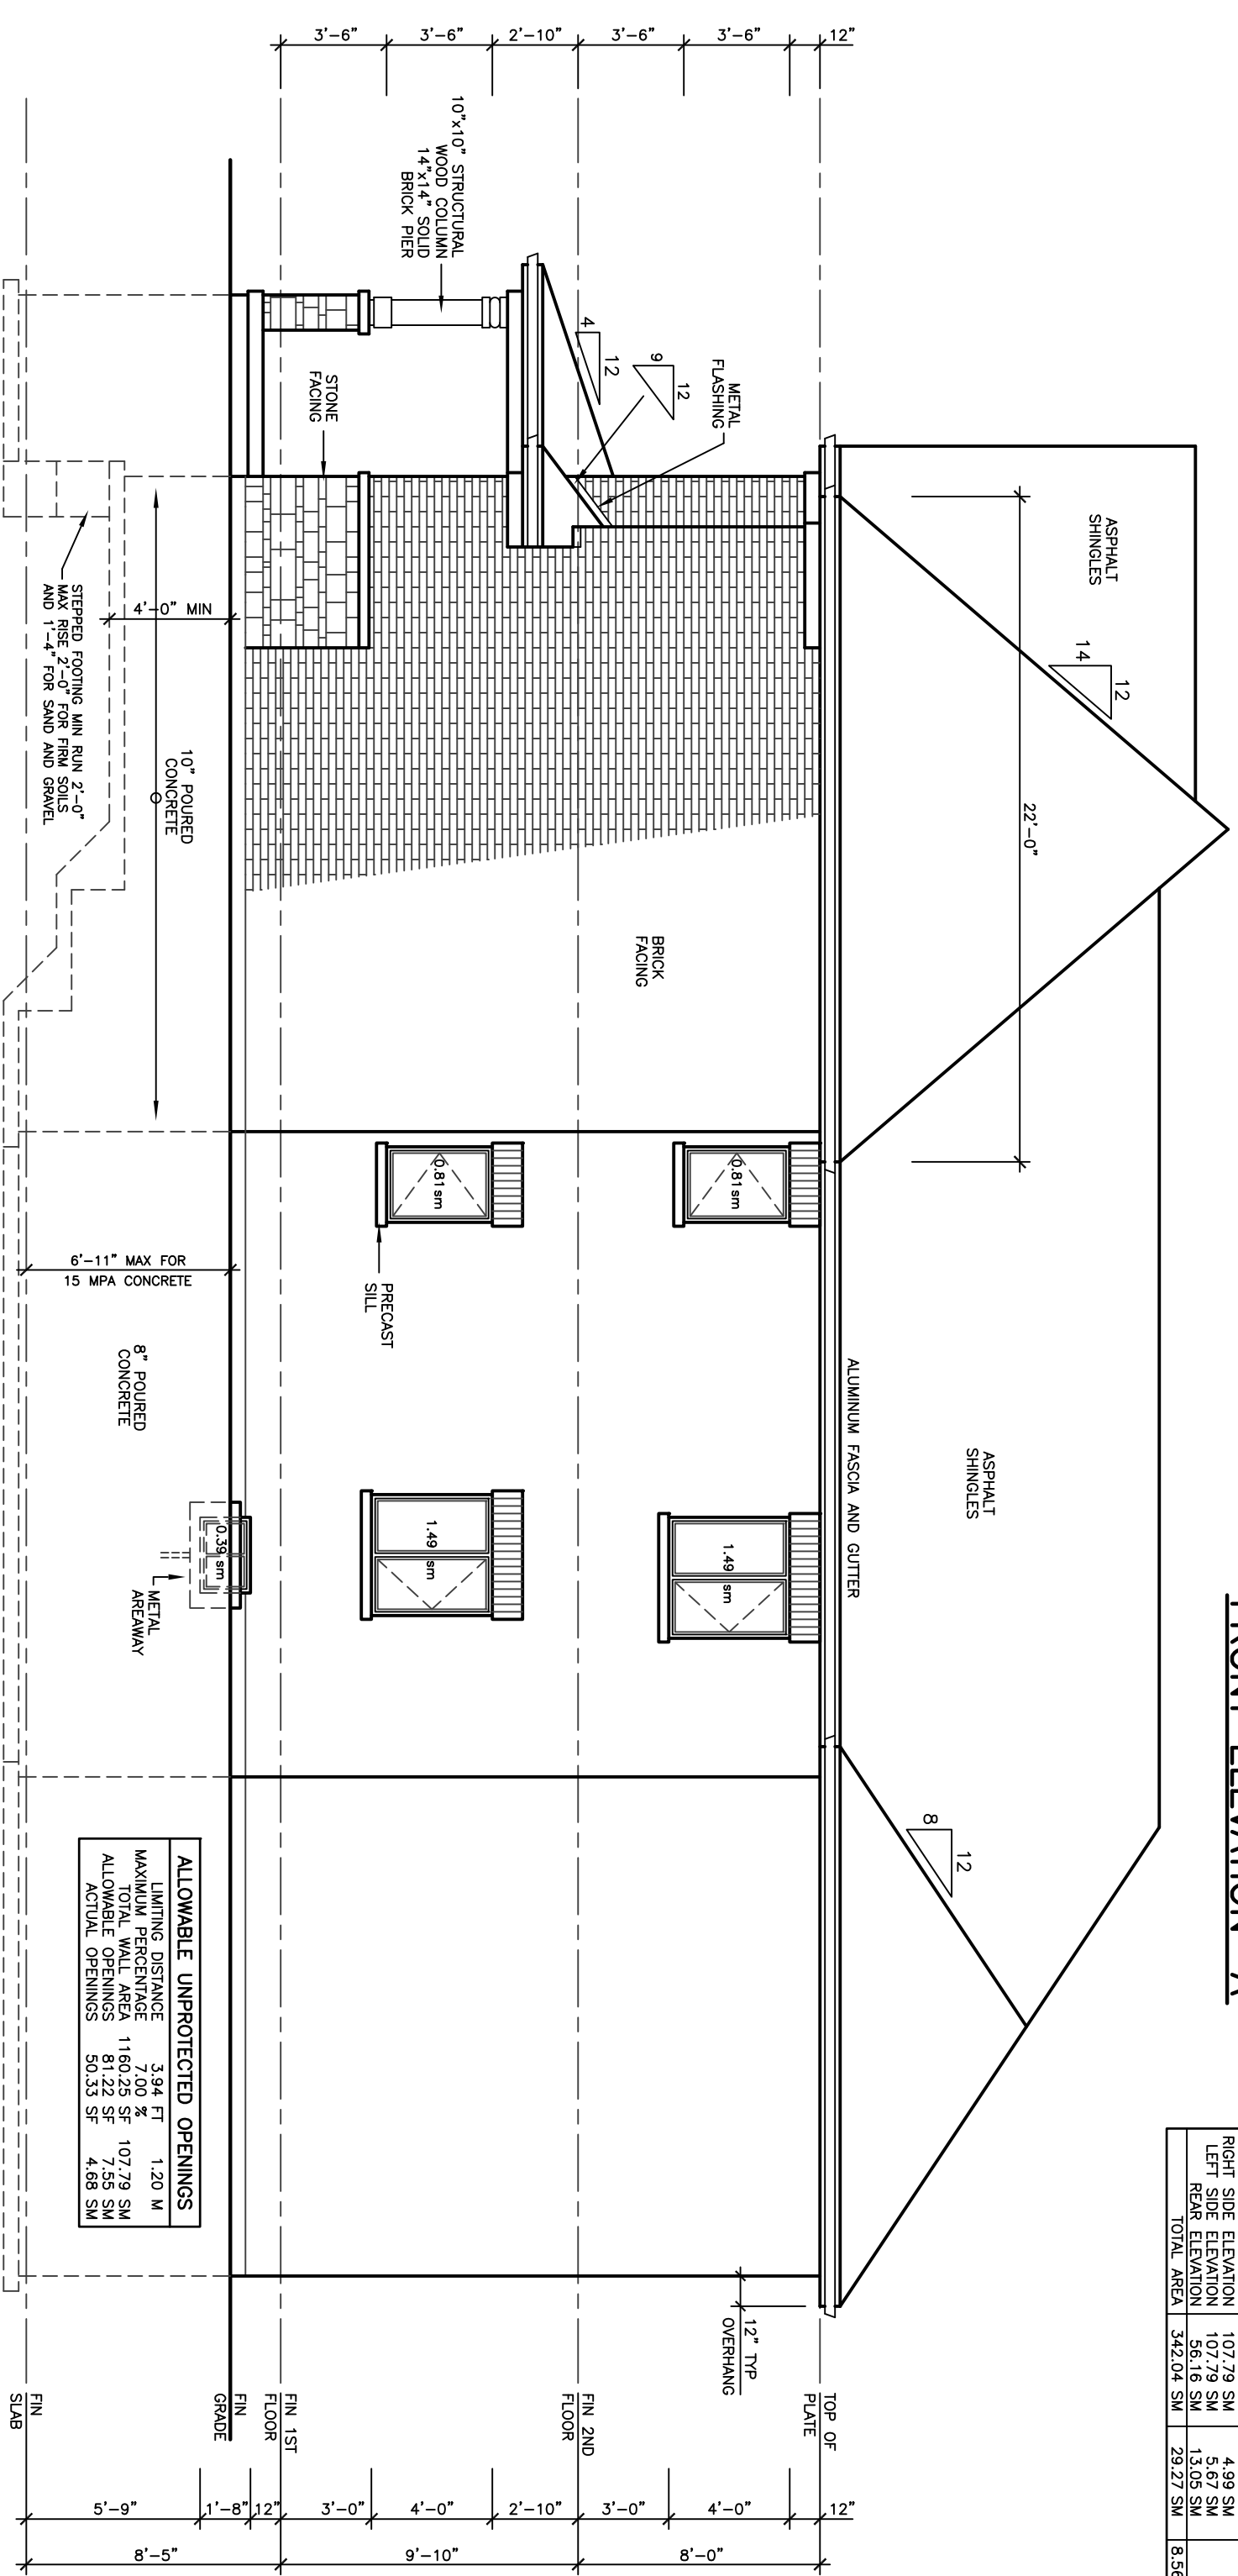 3'-6"
3'-6"
2'-10"
3'-6"
3'-6"
12"
10"x10" STRUCTURAL
WOOD COLUMN
14"x14" SOLID
BRICK PIER
4
12
9
12
METAL
FLASHING
STONE
FACING
ASPHALT
SHINGLES
14
12
22'-0"
4'-0" MIN
STEPPED FOOTING MIN RUN 2'-0"
MAX RISE 2'-0" FOR FIRM SOILS
AND 1'-4" FOR SAND AND GRAVEL
10" POURED
CONCRETE
BRICK
FACING
0.81sm
0.81sm
PRECAST
SILL
6'-11" MAX FOR
15 MPA CONCRETE
8" POURED
CONCRETE
ALUMINUM FASCIA AND GUTTER
ASPHALT
SHINGLES
1.49 sm
1.49 sm
0.39 sm
METAL
AREAWAY
8
12
ALLOWABLE UNPROTECTED OPENINGS
LIMITING DISTANCE 3.94 FT 1.20 M
MAXIMUM PERCENTAGE 7.00 %
TOTAL WALL AREA 1160.25 SF 107.79 SM
ALLOWABLE OPENINGS 81.22 SF 7.55 SM
ACTUAL OPENINGS 50.33 SF 4.68 SM
FRONT ELEVATION 'A'
RIGHT SIDE ELEVATION 107.79 SM 4.99 SM
LEFT SIDE ELEVATION 107.79 SM 5.67 SM
REAR ELEVATION 56.16 SM 13.05 SM
TOTAL AREA 342.04 SM 29.27 SM 8.56
12" TYP
OVERHANG
TOP OF
PLATE
FIN 2ND
FLOOR
FIN 1ST
FLOOR
FIN
GRADE
FIN
SLAB
5'-9"
1'-8"
12"
3'-0"
4'-0"
2'-10"
3'-0"
4'-0"
12"
8'-5"
9'-10"
8'-0"